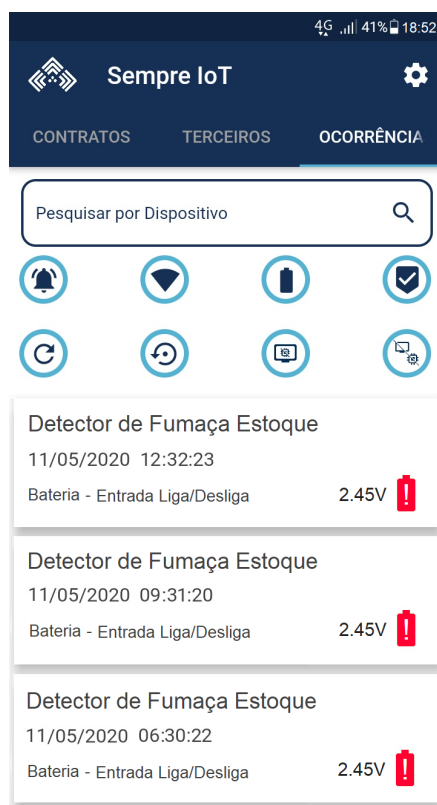 4G 41% 18:52
Sempre IoT
CONTRATOS TERCEIROS OCORRÊNCIA
Pesquisar por Dispositivo
Detector de Fumaça Estoque
11/05/2020 12:32:23
Bateria - Entrada Liga/Desliga 2.45V
Detector de Fumaça Estoque
11/05/2020 09:31:20
Bateria - Entrada Liga/Desliga 2.45V
Detector de Fumaça Estoque
11/05/2020 06:30:22
Bateria - Entrada Liga/Desliga 2.45V